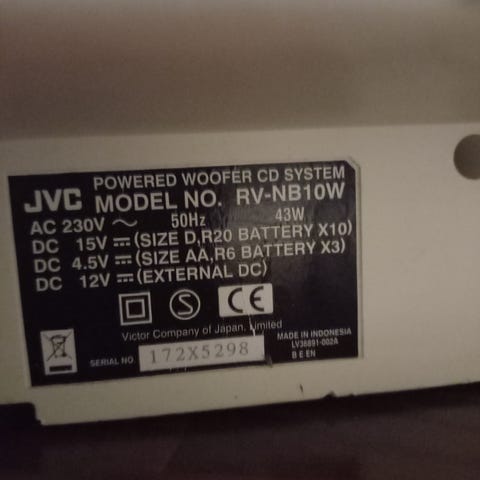 JVC POWERED WOOFER CD SYSTEM
MODEL NO. RV-NB10W
AC 230V ~ 50Hz 43W
DC 15V ⎓ (SIZE D,R20 BATTERY X10)
DC 4.5V ⎓ (SIZE AA,R6 BATTERY X3)
DC 12V ⎓ (EXTERNAL DC)
S CE
Victor Company of Japan, Limited
MADE IN INDONESIA
LV36891-002A
B E EN
SERIAL NO. 172X5298